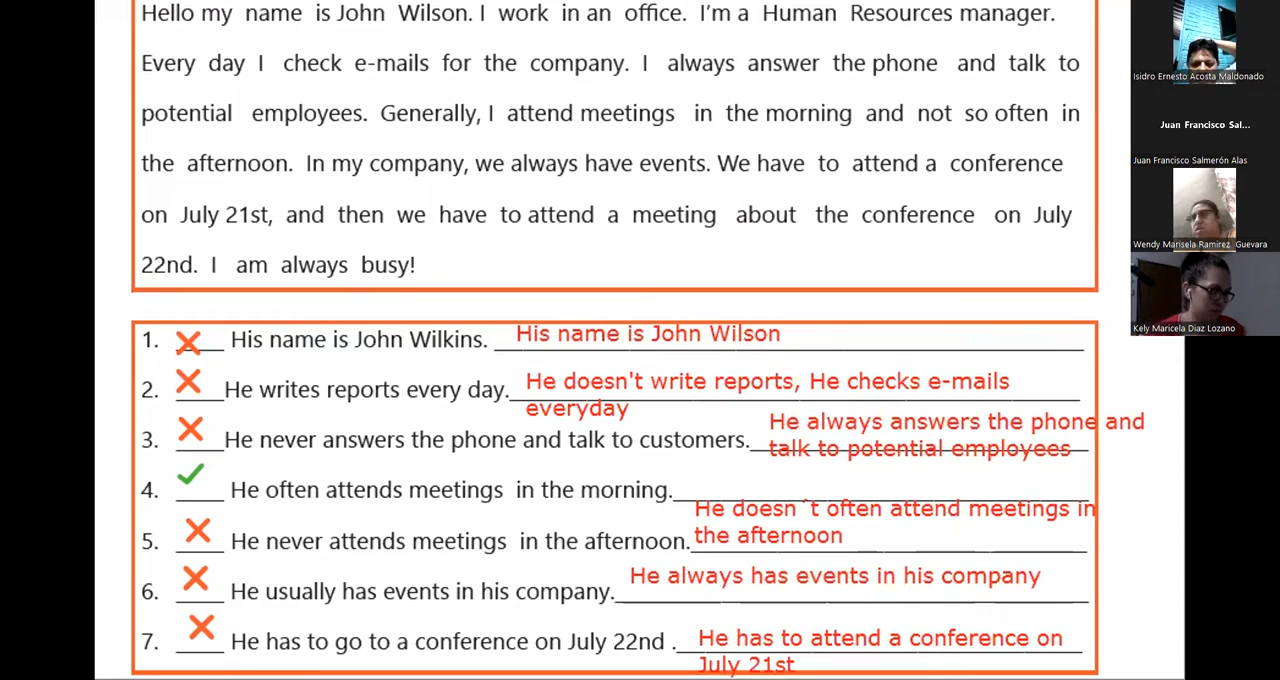 Hello my name is John Wilson. I work in an office. I'm a Human Resources manager.
Every day I check e-mails for the company. I always answer the phone and talk to
potential employees. Generally, I attend meetings in the morning and not so often in
the afternoon. In my company, we always have events. We have to attend a conference
on July 21st, and then we have to attend a meeting about the conference on July
22nd. I am always busy!
1. ____ His name is John Wilkins. His name is John Wilson
2. ____ He writes reports every day. He doesn't write reports, He checks e-mails
everyday
3. ____ He never answers the phone and talk to customers. He always answers the phone and
talk to potential employees
4. ____ He often attends meetings in the morning.
5. ____ He never attends meetings in the afternoon. He doesn`t often attend meetings in
the afternoon
6. ____ He usually has events in his company. He always has events in his company
7. ____ He has to go to a conference on July 22nd . He has to attend a conference on
July 21st
Isidro Ernesto Acosta Maldonado
Juan Francisco Sal...
Juan Francisco Salmerón Alas
Wendy Marisela Ramirez Guevara
Kely Maricela Diaz Lozano